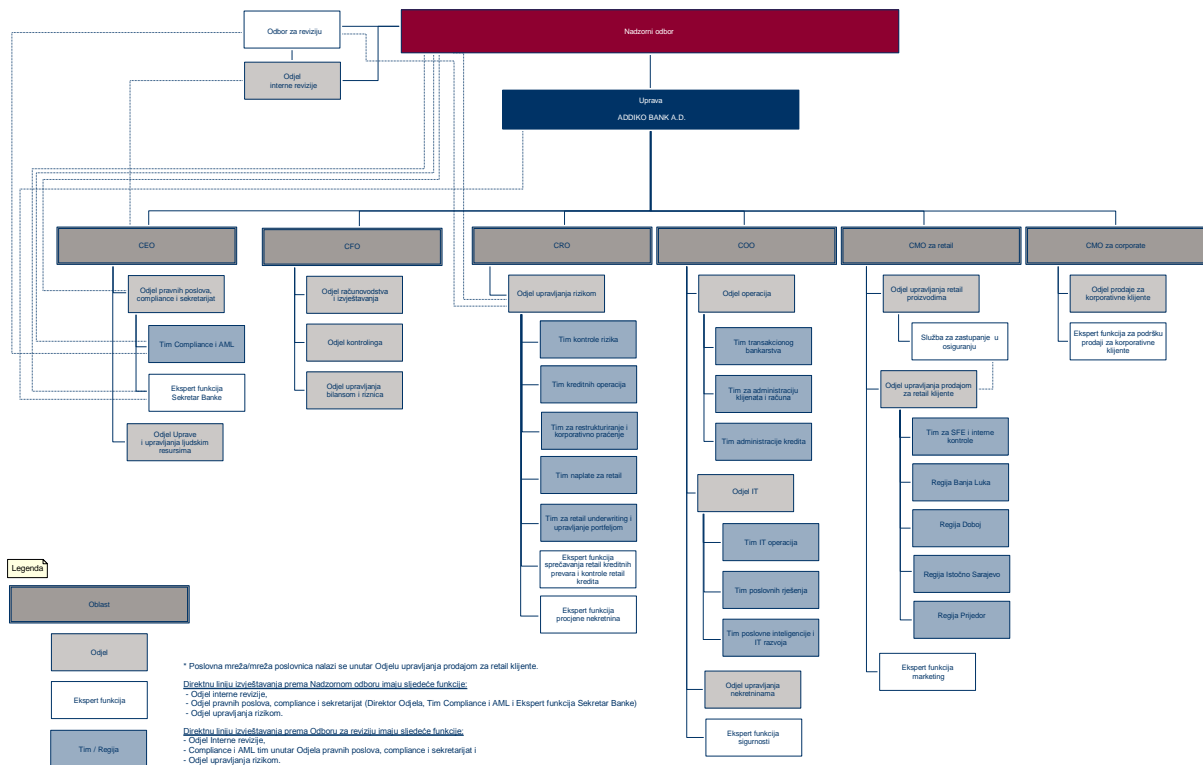 Odbor za reviziju
Nadzorni odbor
Odjel
interne revizije
Uprava
ADDIKO BANK A.D.
CEO
CFO
CRO
COO
CMO za retail
CMO za corporate
Odjel pravnih poslova,
compliance i sekretarijat
Tim Compliance i AML
Ekspert funkcija
Sekretar Banke
Odjel Uprave
i upravljanja ljudskim
resursima
Odjel računovodstva
i izvještavanja
Odjel kontrolinga
Odjel upravljanja
bilansom i riznica
Odjel upravljanja rizikom
Tim kontrole rizika
Tim kreditnih operacija
Tim za restrukturiranje i
korporativno praćenje
Tim naplate za retail
Tim za retail underwriting i
upravljanje portfeljom
Ekspert funkcija
sprečavanja retail kreditnih
prevara i kontrole retail
kredita
Ekspert funkcija
procjene nekretnina
Odjel operacija
Tim transakcionog
bankarstva
Tim za administraciju
klijenata i računa
Tim administracije kredita
Odjel IT
Tim IT operacija
Tim poslovnih rješenja
Tim poslovne inteligencije i
IT razvoja
Odjel upravljanja
nekretninama
Ekspert funkcija
sigurnosti
Odjel upravljanja retail
proizvodima
Služba za zastupanje u
osiguranju
Odjel upravljanja prodajom
za retail klijente
Tim za SFE i interne
kontrole
Regija Banja Luka
Regija Doboj
Regija Istočno Sarajevo
Regija Prijedor
Ekspert funkcija
marketing
Odjel prodaje za
korporativne klijente
Ekspert funkcija za podršku
prodaji za korporativne
klijente
Legenda
Oblast
Odjel
Ekspert funkcija
Tim / Regija
* Poslovna mreža/mreža poslovnica nalazi se unutar Odjelu upravljanja prodajom za retail klijente.
Direktnu liniju izvještavanja prema Nadzornom odboru imaju sljedeće funkcije:
- Odjel interne revizije,
- Odjel pravnih poslova, compliance i sekretarijat (Direktor Odjela, Tim Compliance i AML i Ekspert funkcija Sekretar Banke)
- Odjel upravljanja rizikom.
Direktnu liniju izvještavanja prema Odboru za reviziju imaju sljedeće funkcije:
- Odjel Interne revizije,
- Compliance i AML tim unutar Odjela pravnih poslova, compliance i sekretarijat i
- Odjel upravljanja rizikom.